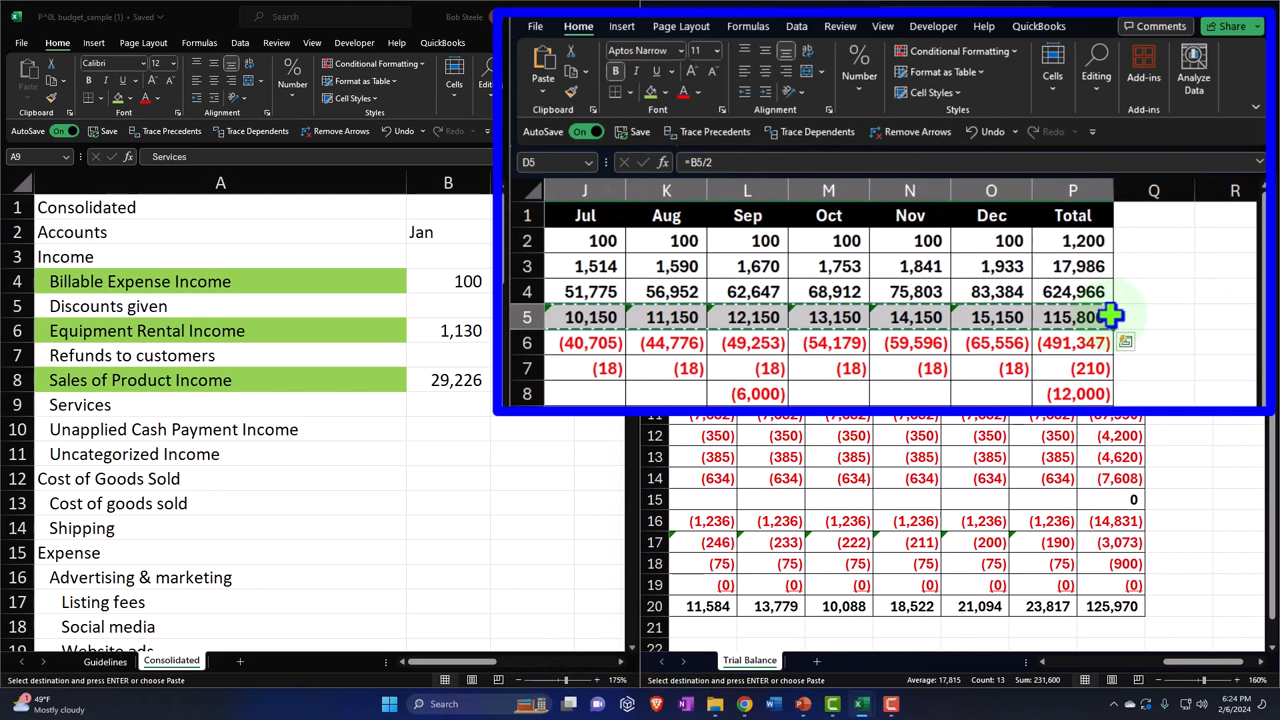 P^0L budget_sample (1) • Saved
Search
Bob Steele
File Home Insert Page Layout Formulas Data Review View Developer Help QuickBooks
Calibri 12
Paste
Clipboard Font Alignment
Number
Conditional Formatting
Format as Table
Cell Styles
Styles
Cells Editing
AutoSave On Save Trace Precedents Trace Dependents Remove Arrows Undo Redo
A9 fx Services
A B
1 Consolidated
2 Accounts Jan
3 Income
4 Billable Expense Income 100
5 Discounts given
6 Equipment Rental Income 1,130
7 Refunds to customers
8 Sales of Product Income 29,226
9 Services
10 Unapplied Cash Payment Income
11 Uncategorized Income
12 Cost of Goods Sold
13 Cost of goods sold
14 Shipping
15 Expense
16 Advertising & marketing
17 Listing fees
18 Social media
Website ads
Guidelines Consolidated
Select destination and press ENTER or choose Paste 175%
File Home Insert Page Layout Formulas Data Review View Developer Help QuickBooks Comments Share
Aptos Narrow 11
Paste
B I U
Number
Conditional Formatting
Format as Table
Cell Styles
Cells Editing Add-ins Analyze Data
Clipboard Font Alignment Styles Add-ins
AutoSave On Save Trace Precedents Trace Dependents Remove Arrows Undo Redo
D5 fx =B5/2
J K L M N O P Q R
1 Jul Aug Sep Oct Nov Dec Total
2 100 100 100 100 100 100 1,200
3 1,514 1,590 1,670 1,753 1,841 1,933 17,986
4 51,775 56,952 62,647 68,912 75,803 83,384 624,966
5 10,150 11,150 12,150 13,150 14,150 15,150
6 (40,705) (44,776) (49,253) (54,179) (59,596) (65,556) (491,347)
7 (18) (18) (18) (18) (18) (18) (210)
8 (6,000) (12,000)
12 (350) (350) (350) (350) (350) (350) (4,200)
13 (385) (385) (385) (385) (385) (385) (4,620)
14 (634) (634) (634) (634) (634) (634) (7,608)
15 0
16 (1,236) (1,236) (1,236) (1,236) (1,236) (1,236) (14,831)
17 (246) (233) (222) (211) (200) (190) (3,073)
18 (75) (75) (75) (75) (75) (75) (900)
19 (0) (0) (0) (0) (0) (0) (0)
20 11,584 13,779 10,088 18,522 21,094 23,817 125,970
21
Trial Balance
Select destination and press ENTER or choose Paste Average: 17,815 Count: 13 Sum: 231,600 160%
49°F
Mostly cloudy
Search
6:24 PM
2/6/2024